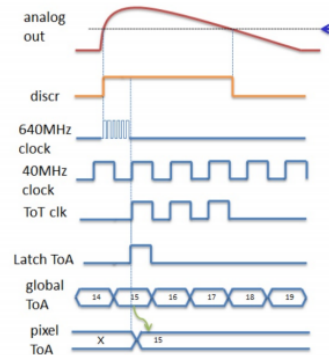 analog
out
discr
640MHz
clock
40MHz
clock
ToT clk
Latch ToA
global
ToA
14 15 16 17 18 19
pixel
ToA
X 15